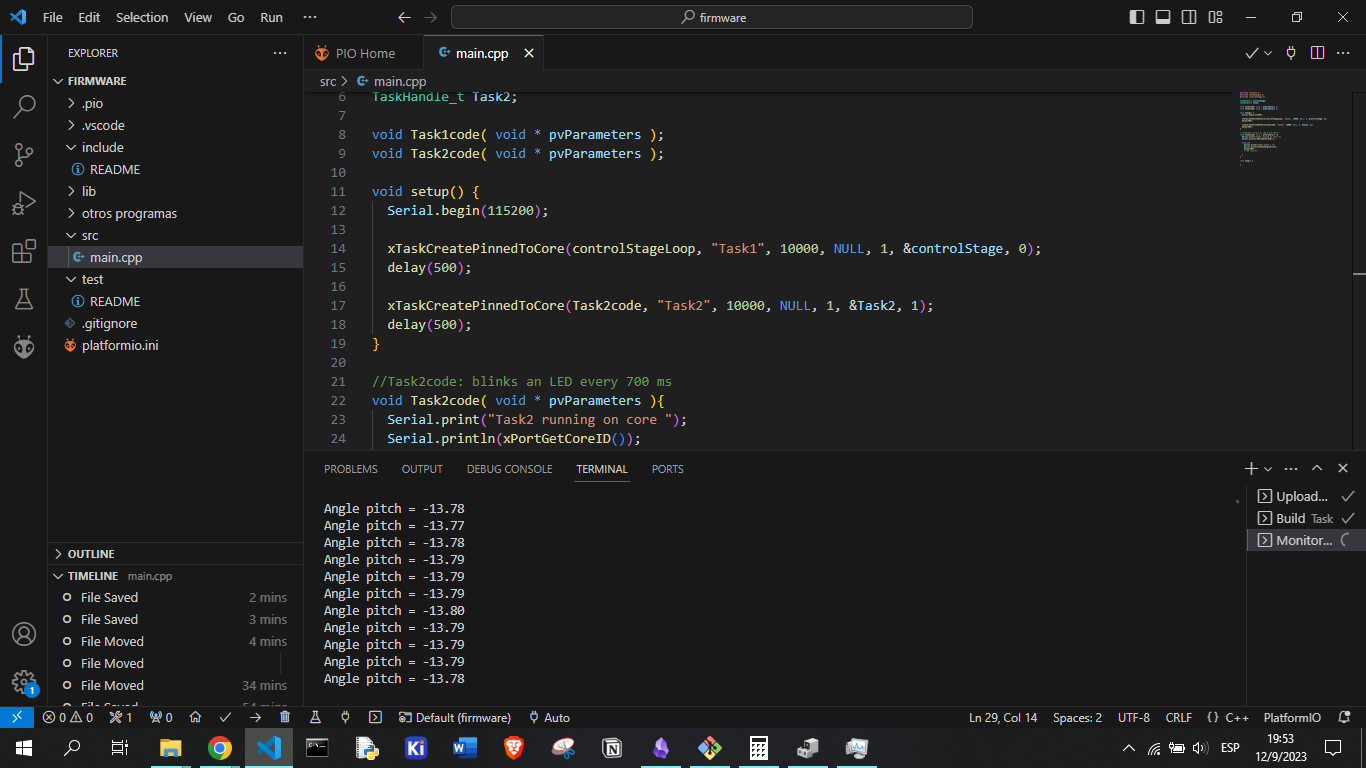 File Edit Selection View Go Run ···
firmware
EXPLORER
FIRMWARE
.pio
.vscode
include
README
lib
otros programas
src
main.cpp
test
README
.gitignore
platformio.ini
OUTLINE
TIMELINE main.cpp
File Saved 2 mins
File Saved 3 mins
File Moved 4 mins
File Moved
File Moved 34 mins
PIO Home
main.cpp
src > main.cpp
6 TaskHandle_t Task2;
7
8 void Task1code( void * pvParameters );
9 void Task2code( void * pvParameters );
10
11 void setup() {
12 Serial.begin(115200);
13
14 xTaskCreatePinnedToCore(controlStageLoop, "Task1", 10000, NULL, 1, &controlStage, 0);
15 delay(500);
16
17 xTaskCreatePinnedToCore(Task2code, "Task2", 10000, NULL, 1, &Task2, 1);
18 delay(500);
19 }
20
21 //Task2code: blinks an LED every 700 ms
22 void Task2code( void * pvParameters ){
23 Serial.print("Task2 running on core ");
24 Serial.println(xPortGetCoreID());
PROBLEMS OUTPUT DEBUG CONSOLE TERMINAL PORTS
Angle pitch = -13.78
Angle pitch = -13.77
Angle pitch = -13.78
Angle pitch = -13.79
Angle pitch = -13.79
Angle pitch = -13.79
Angle pitch = -13.80
Angle pitch = -13.79
Angle pitch = -13.79
Angle pitch = -13.79
Angle pitch = -13.78
Upload...
Build Task
Monitor...
1
0 0 1 0 Default (firmware) Auto
Ln 29, Col 14 Spaces: 2 UTF-8 CRLF {} C++ PlatformIO
Ki
W
N
ESP
19:53
12/9/2023